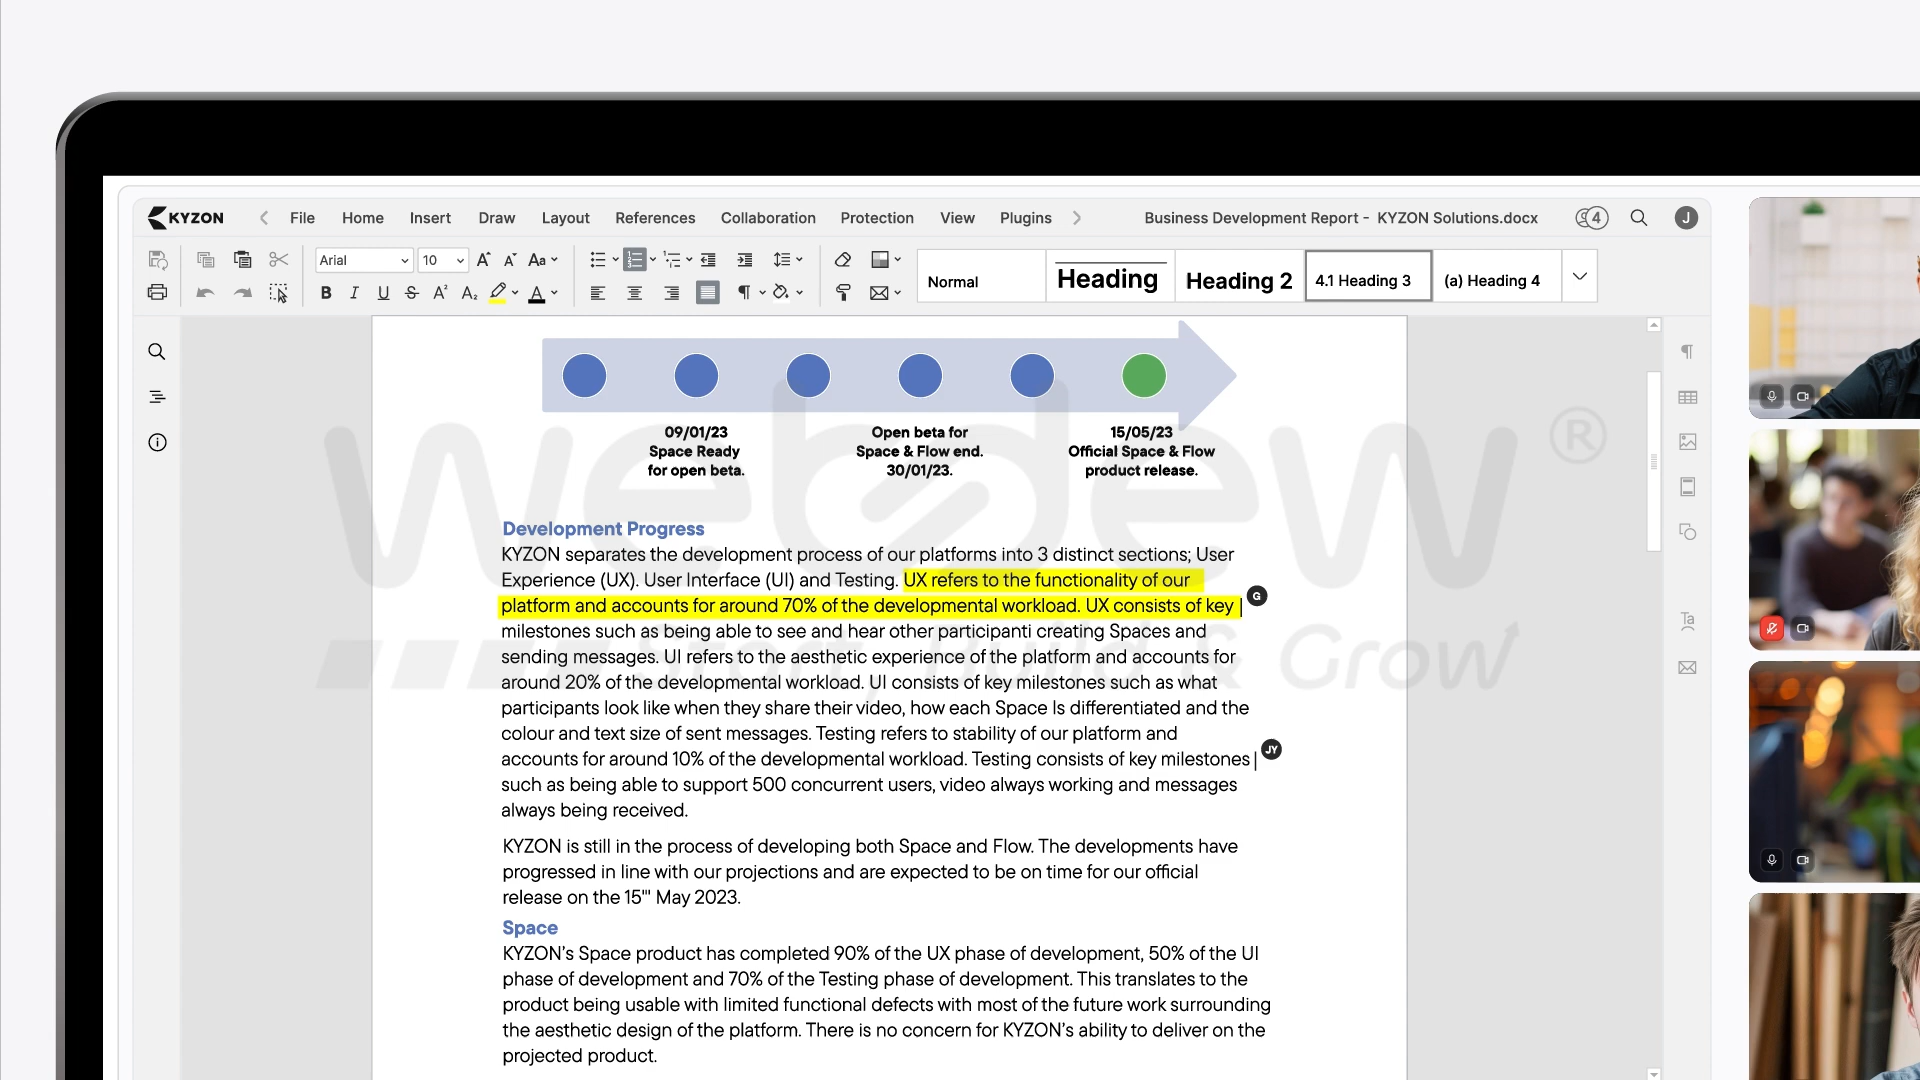 KYZON
File Home Insert Draw Layout References Collaboration Protection View Plugins
Business Development Report - KYZON Solutions.docx
4
J
Arial
10
Aa
B I U S A² A₂ A
Normal
Heading
Heading 2
4.1 Heading 3
(a) Heading 4
09/01/23
Space Ready
for open beta.
Open beta for
Space & Flow end.
30/01/23.
15/05/23
Official Space & Flow
product release.
webdew®
Start, Build & Grow
Development Progress
KYZON separates the development process of our platforms into 3 distinct sections; User
Experience (UX). User Interface (UI) and Testing. UX refers to the functionality of our
platform and accounts for around 70% of the developmental workload. UX consists of key
G
milestones such as being able to see and hear other participanti creating Spaces and
sending messages. UI refers to the aesthetic experience of the platform and accounts for
around 20% of the developmental workload. UI consists of key milestones such as what
participants look like when they share their video, how each Space Is differentiated and the
colour and text size of sent messages. Testing refers to stability of our platform and
accounts for around 10% of the developmental workload. Testing consists of key milestones
JY
such as being able to support 500 concurrent users, video always working and messages
always being received.
KYZON is still in the process of developing both Space and Flow. The developments have
progressed in line with our projections and are expected to be on time for our official
release on the 15"' May 2023.
Space
KYZON's Space product has completed 90% of the UX phase of development, 50% of the UI
phase of development and 70% of the Testing phase of development. This translates to the
product being usable with limited functional defects with most of the future work surrounding
the aesthetic design of the platform. There is no concern for KYZON's ability to deliver on the
projected product.
Ta